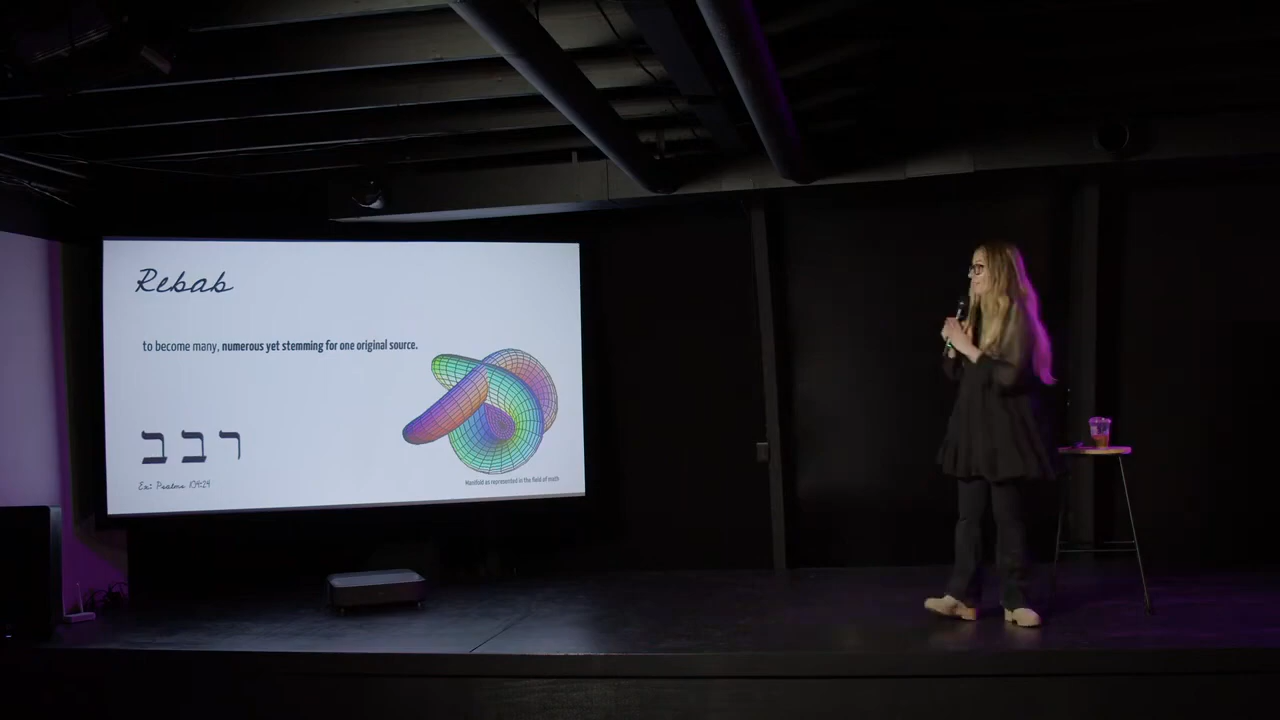 Rebab
to become many, numerous yet stemming for one original source.
רבב
Ex: Psalms 104:24
Manifold as represented in the field of math